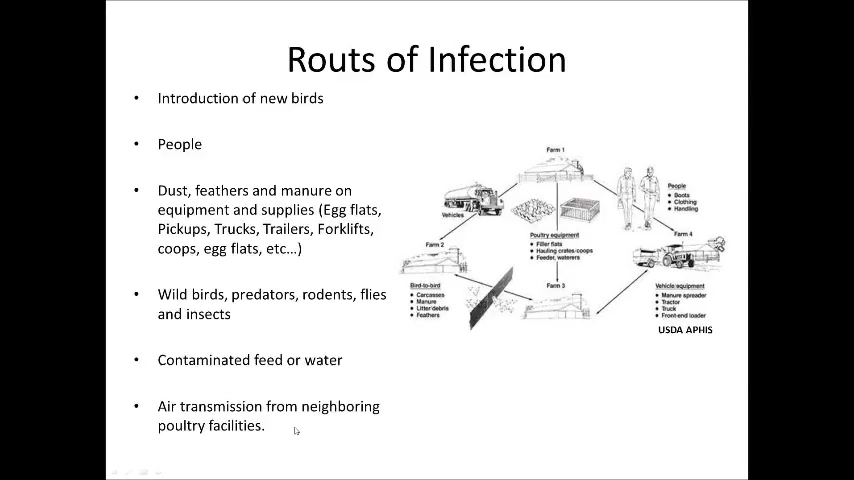 Routs of Infection
• Introduction of new birds
• People
• Dust, feathers and manure on
equipment and supplies (Egg flats,
Pickups, Trucks, Trailers, Forklifts,
coops, egg flats, etc...)
• Wild birds, predators, rodents, flies
and insects
• Contaminated feed or water
• Air transmission from neighboring
poultry facilities.
Farm 1
Vehicles
People
• Boots
• Clothing
• Handling
Poultry equipment
• Filler flats
• Hauling crates/coops
• Feeder, waterers
Farm 2
Farm 4
Bird-to-bird
• Carcasses
• Manure
• Litter/debris
• Feathers
Farm 3
Vehicle/equipment
• Manure spreader
• Tractor
• Truck
• Front-end loader
USDA APHIS